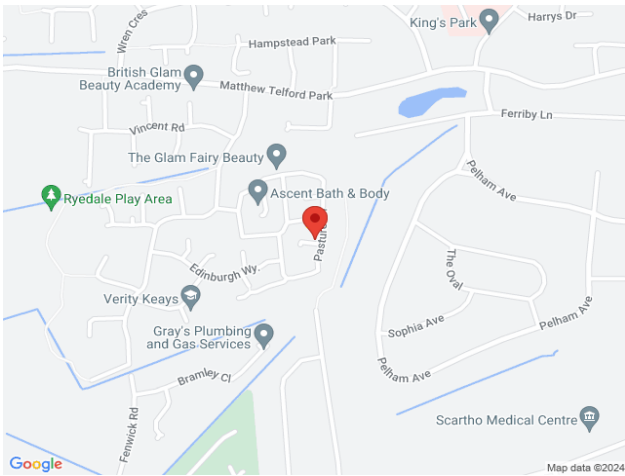 Harrys Dr
King's Park
Wren Cres
Hampstead Park
British Glam
Beauty Academy
Matthew Telford Park
Ferriby Ln
Vincent Rd
The Glam Fairy Beauty
Pelham Ave
Ascent Bath & Body
Ryedale Play Area
The Oval
Edinburgh Wy.
Verity Keays
Pelham Ave
Sophia Ave
Gray's Plumbing
and Gas Services
Pelham Ave
Bramley Cl
Fenwick Rd
Scartho Medical Centre
Google
Map data ©2024